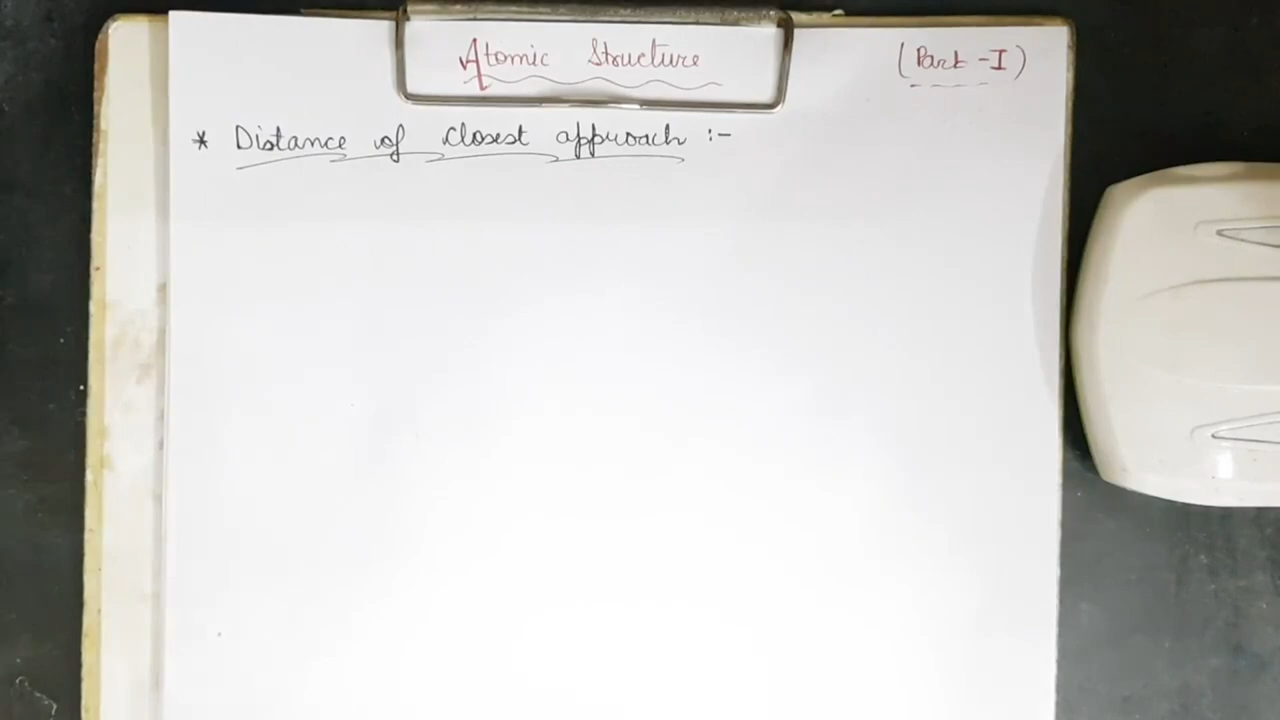 Atomic Structure
(Part - I)
* Distance of closest approach :-